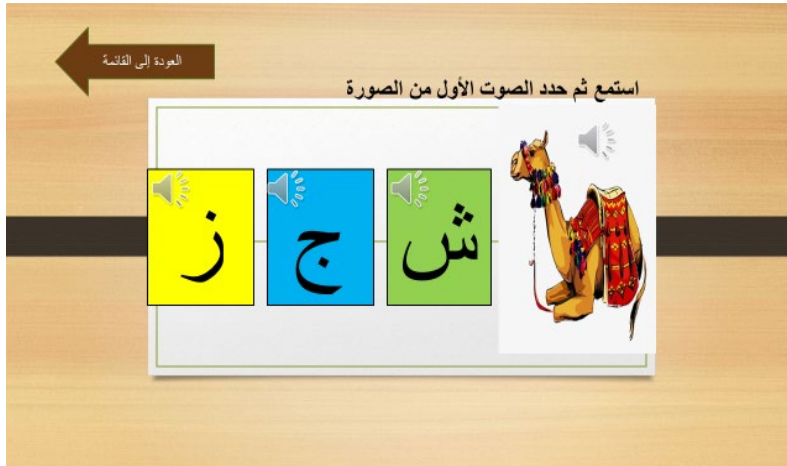 العودة إلى القائمة
استمع ثم حدد الصوت الأول من الصورة
ش ج ز